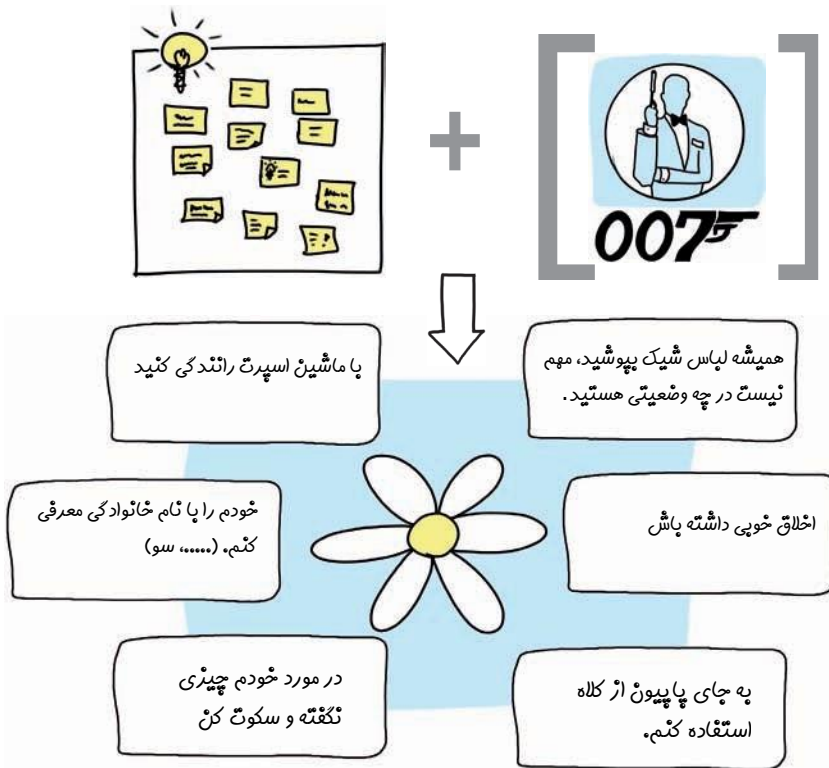 007
همیشه لباس شیک بپوشید، مهم
نیست در چه وضعیتی هستید.
با ماشین اسپرت رانندگی کنید
اخلاق خوبی داشته باش
خودم را با نام خانوادگی معرفی
کنم. (.....، سو)
به جای پاپیون از کلاه
استفاده کنم.
در مورد خودم چیزی
نگفته و سکوت کن